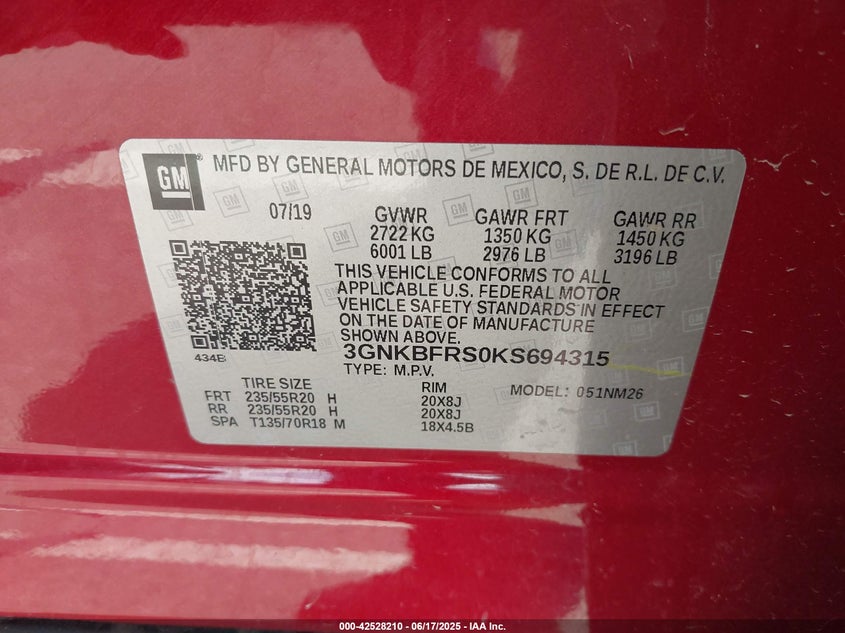 GM
® MFD BY GENERAL MOTORS DE MEXICO, S. DE R.L. DE C.V.
07/19 GVWR GAWR FRT GAWR RR
2722 KG 1350 KG 1450 KG
6001 LB 2976 LB 3196 LB
THIS VEHICLE CONFORMS TO ALL
APPLICABLE U.S. FEDERAL MOTOR
VEHICLE SAFETY STANDARDS IN EFFECT
ON THE DATE OF MANUFACTURE
SHOWN ABOVE.
434B 3GNKBFRS0KS694315
TYPE: M.P.V.
TIRE SIZE RIM MODEL: 051NM26
FRT 235/55R20 H 20X8J
RR 235/55R20 H 20X8J
SPA T135/70R18 M 18X4.5B
000-42528210 - 06/17/2025 - IAA Inc.